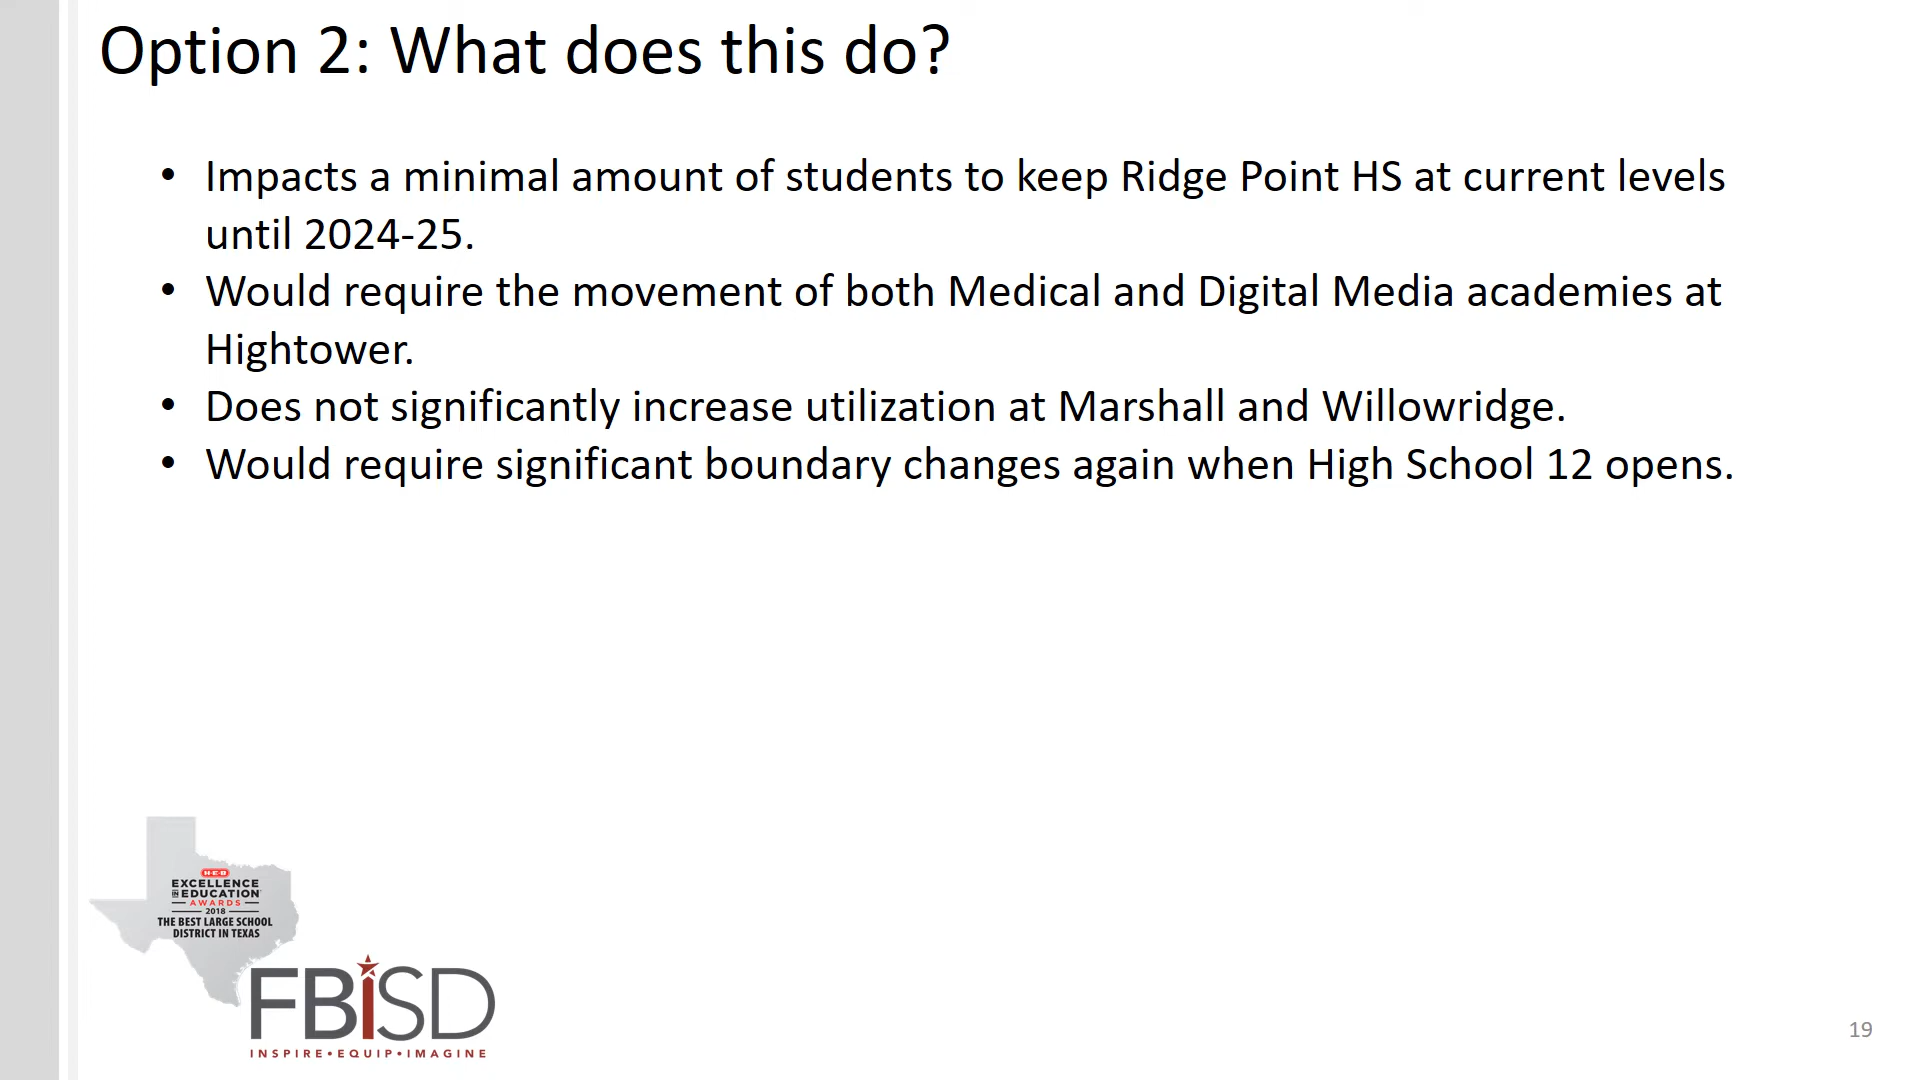 Option 2: What does this do?
• Impacts a minimal amount of students to keep Ridge Point HS at current levels
until 2024-25.
• Would require the movement of both Medical and Digital Media academies at
Hightower.
• Does not significantly increase utilization at Marshall and Willowridge.
• Would require significant boundary changes again when High School 12 opens.
H-E-B
EXCELLENCE
IN EDUCATION
AWARDS
2018
THE BEST LARGE SCHOOL
DISTRICT IN TEXAS
FBiSD
INSPIRE•EQUIP•IMAGINE
19